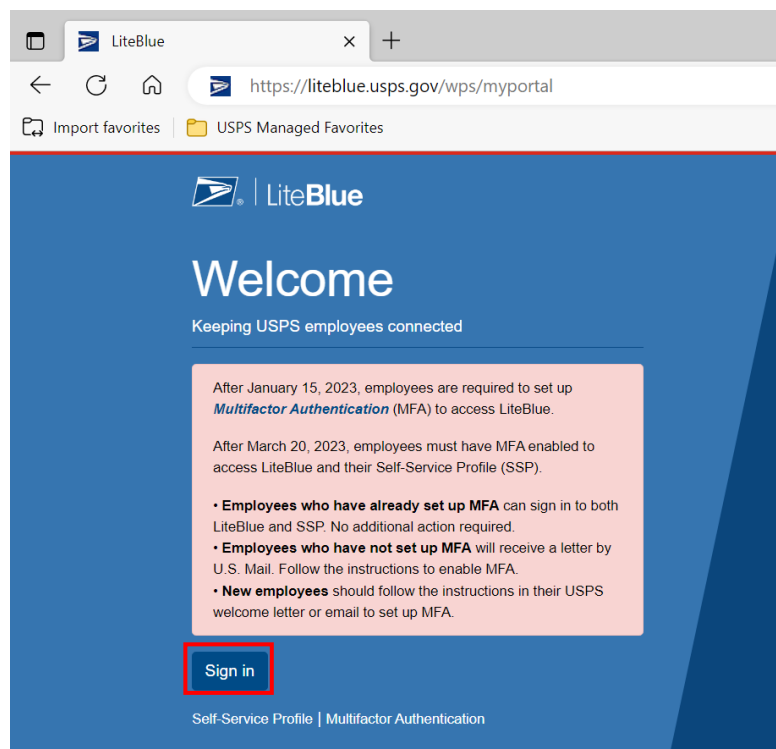 LiteBlue
https://liteblue.usps.gov/wps/myportal
Import favorites USPS Managed Favorites
LiteBlue
Welcome
Keeping USPS employees connected
After January 15, 2023, employees are required to set up
Multifactor Authentication (MFA) to access LiteBlue.
After March 20, 2023, employees must have MFA enabled to
access LiteBlue and their Self-Service Profile (SSP).
• Employees who have already set up MFA can sign in to both
LiteBlue and SSP. No additional action required.
• Employees who have not set up MFA will receive a letter by
U.S. Mail. Follow the instructions to enable MFA.
• New employees should follow the instructions in their USPS
welcome letter or email to set up MFA.
Sign in
Self-Service Profile | Multifactor Authentication